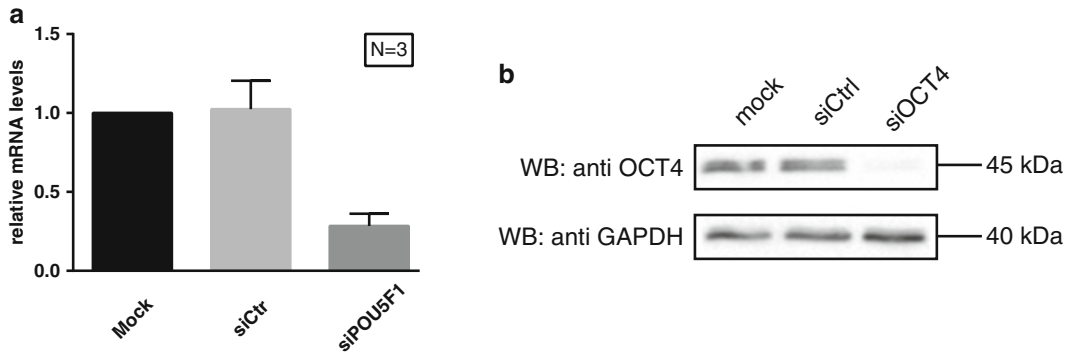 a
relative mRNA levels
1.5
1.0
0.5
0.0
N=3
Mock
siCtr
siPOU5F1
b
mock
siCtrl
siOCT4
WB: anti OCT4
45 kDa
WB: anti GAPDH
40 kDa